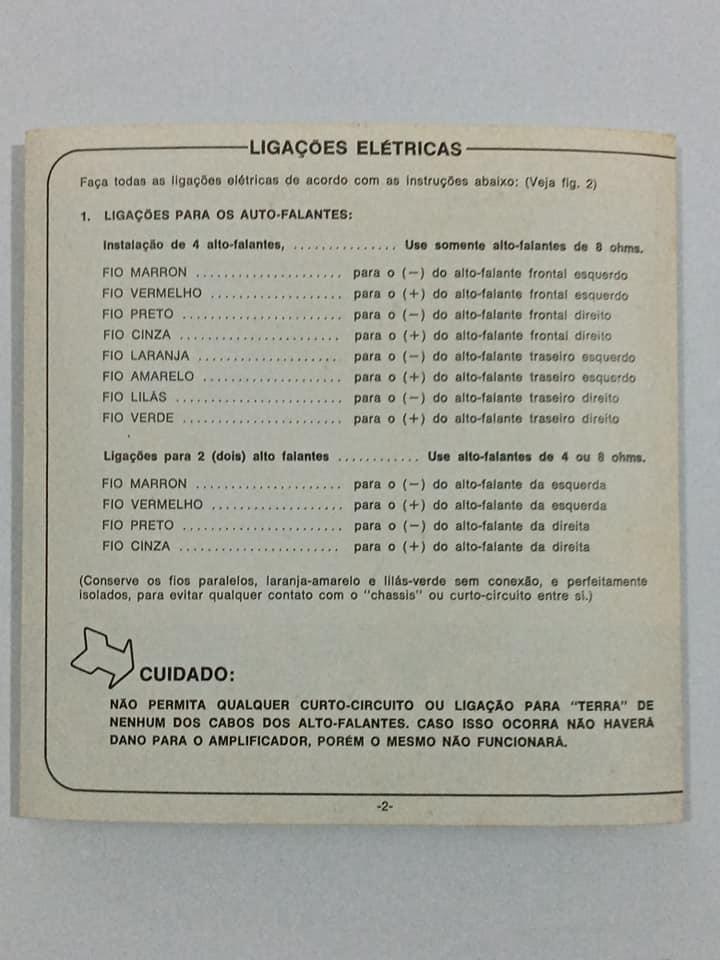 LIGAÇÕES ELÉTRICAS
Faça todas as ligações elétricas de acordo com as instruções abaixo: (Veja fig. 2)
1. LIGAÇÕES PARA OS AUTO-FALANTES:
Instalação de 4 alto-falantes, ............... Use somente alto-falantes de 8 ohms.
FIO MARRON ..................... para o (−) do alto-falante frontal esquerdo
FIO VERMELHO ................... para o (+) do alto-falante frontal esquerdo
FIO PRETO ....................... para o (−) do alto-falante frontal direito
FIO CINZA ....................... para o (+) do alto-falante frontal direito
FIO LARANJA ..................... para o (−) do alto-falante traseiro esquerdo
FIO AMARELO .................... para o (+) do alto-falante traseiro esquerdo
FIO LILÁS ........................ para o (−) do alto-falante traseiro direito
FIO VERDE ....................... para o (+) do alto-falante traseiro direito
Ligações para 2 (dois) alto falantes ............ Use alto-falantes de 4 ou 8 ohms.
FIO MARRON ..................... para o (−) do alto-falante da esquerda
FIO VERMELHO ................... para o (+) do alto-falante da esquerda
FIO PRETO ....................... para o (−) do alto-falante da direita
FIO CINZA ....................... para o (+) do alto-falante da direita
(Conserve os fios paralelos, laranja-amarelo e lilás-verde sem conexão, e perfeitamente
isolados, para evitar qualquer contato com o "chassis" ou curto-circuito entre si.)
CUIDADO:
NÃO PERMITA QUALQUER CURTO-CIRCUITO OU LIGAÇÃO PARA "TERRA" DE
NENHUM DOS CABOS DOS ALTO-FALANTES. CASO ISSO OCORRA NÃO HAVERÁ
DANO PARA O AMPLIFICADOR, PORÉM O MESMO NÃO FUNCIONARÁ.
-2-